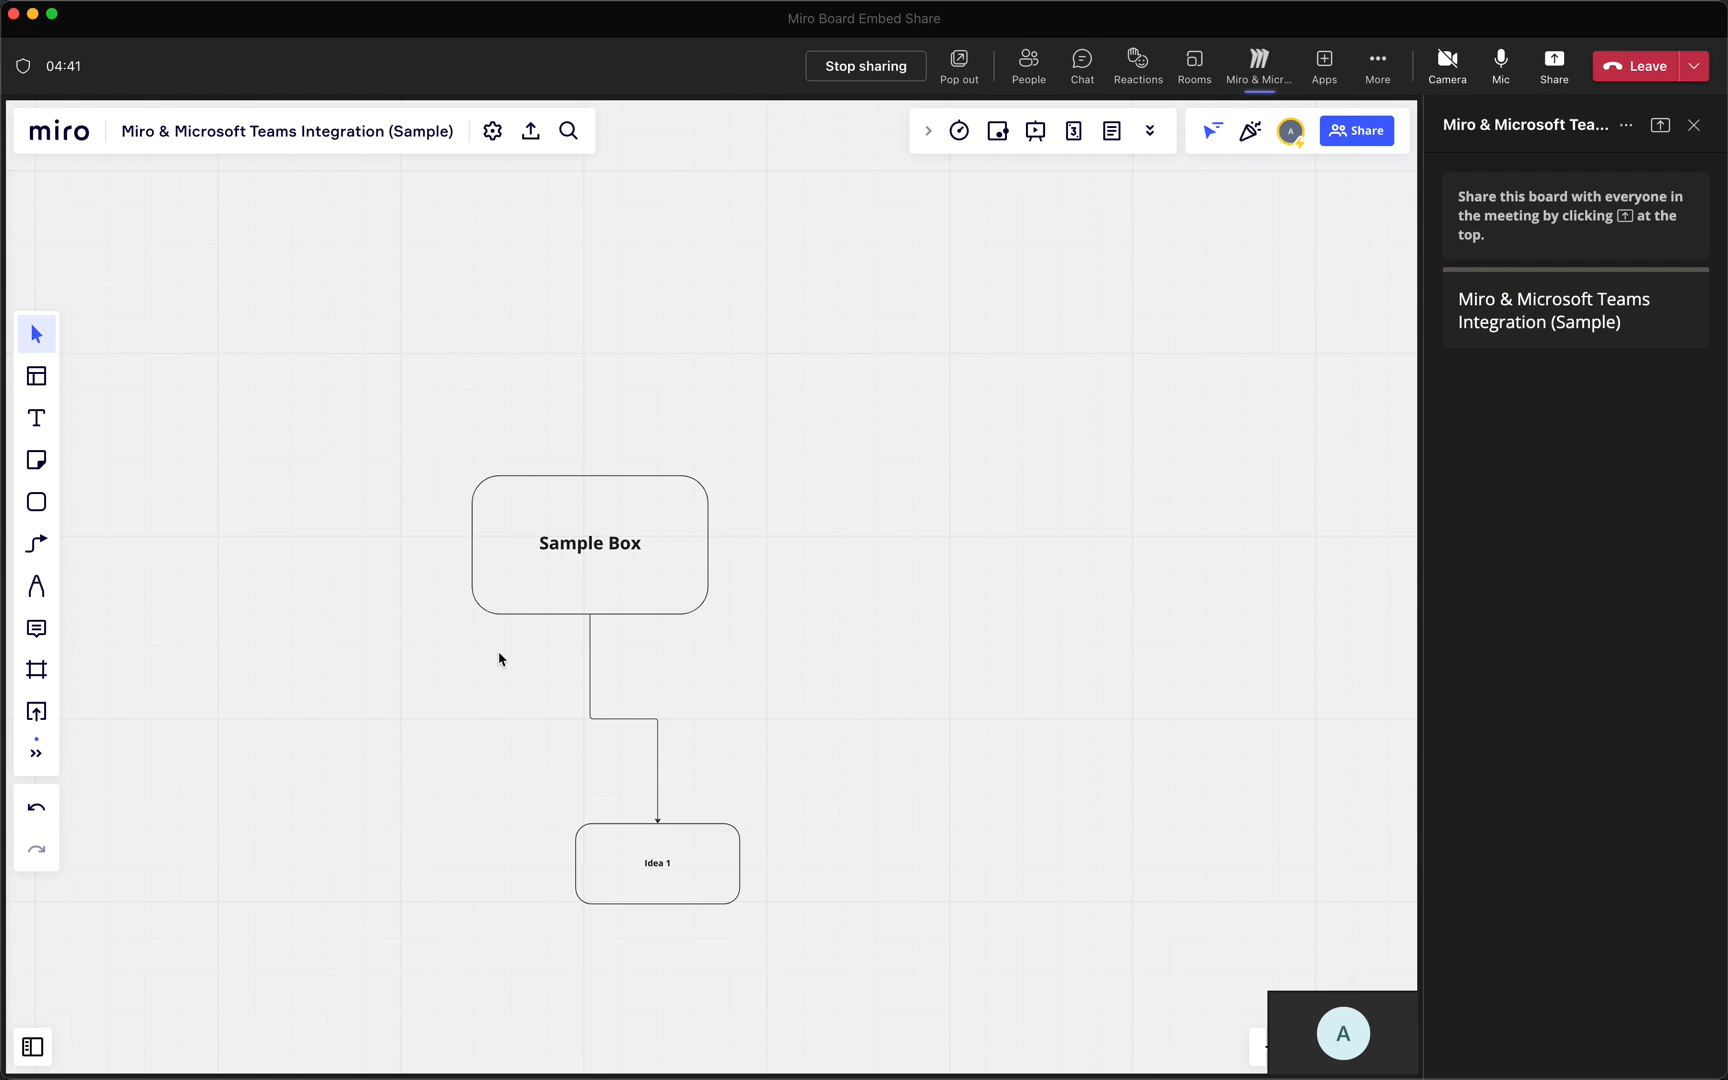 Miro Board Embed Share
04:41
Stop sharing
Pop out
People
Chat
Reactions
Rooms
Miro & Micr...
Apps
More
Camera
Mic
Share
Leave
miro
Miro & Microsoft Teams Integration (Sample)
3
A
Share
Miro & Microsoft Tea...
Share this board with everyone in
the meeting by clicking at the
top.
Miro & Microsoft Teams
Integration (Sample)
Sample Box
Idea 1
A